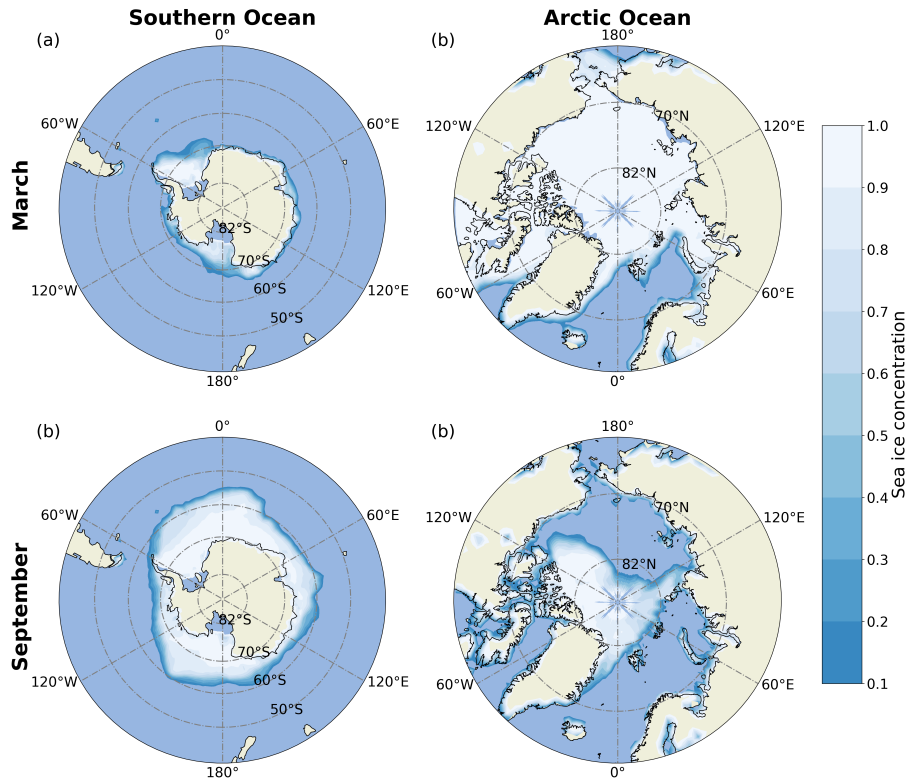 Southern Ocean
Arctic Ocean
(a)
0°
(b)
180°
60°W
60°E
120°W
120°E
70°N
82°N
82°S
70°S
60°S
50°S
120°W
120°E
60°W
60°E
180°
0°
March
(b)
0°
(b)
180°
60°W
60°E
120°W
120°E
70°N
82°N
82°S
70°S
60°S
50°S
120°W
120°E
60°W
60°E
180°
0°
September
1.0
0.9
0.8
0.7
0.6
0.5
0.4
0.3
0.2
0.1
Sea ice concentration